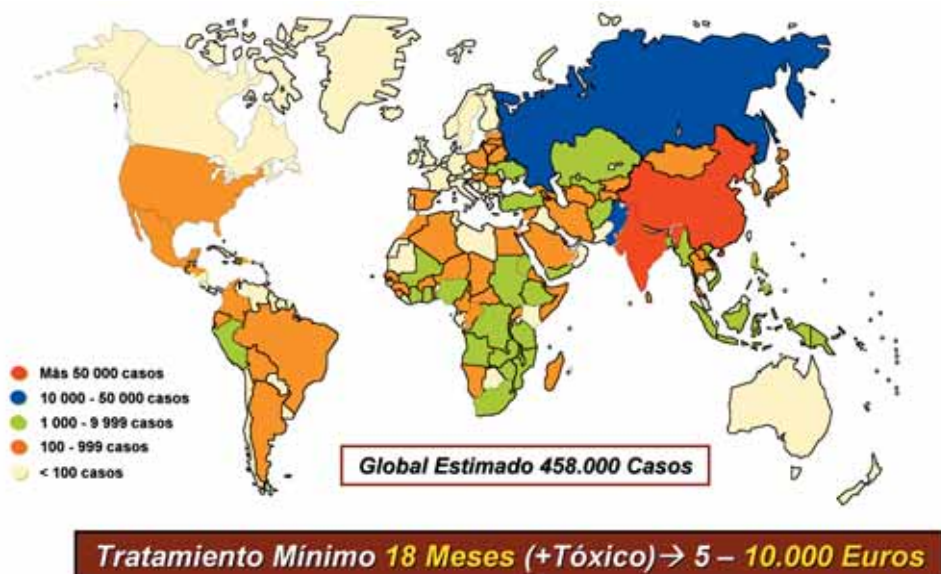 Más 50 000 casos
10 000 - 50 000 casos
1 000 - 9 999 casos
100 - 999 casos
< 100 casos
Global Estimado 458.000 Casos
Tratamiento Mínimo 18 Meses (+Tóxico)→ 5 – 10.000 Euros